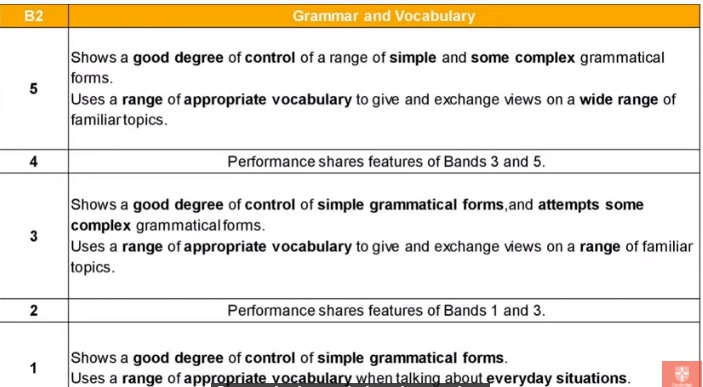 B2 Grammar and Vocabulary
Shows a good degree of control of a range of simple and some complex grammatical
forms.
5
Uses a range of appropriate vocabulary to give and exchange views on a wide range of
familiar topics.
4 Performance shares features of Bands 3 and 5.
Shows a good degree of control of simple grammatical forms,and attempts some
complex grammatical forms.
3
Uses a range of appropriate vocabulary to give and exchange views on a range of familiar
topics.
2 Performance shares features of Bands 1 and 3.
Shows a good degree of control of simple grammatical forms.
1
Uses a range of appropriate vocabulary when talking about everyday situations.